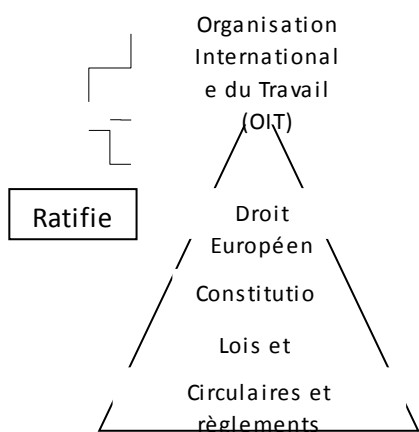 Organisation
International
e du Travail
(OIT)
Ratifie
Droit
Européen
Constitutio
Lois et
Circulaires et
règlements